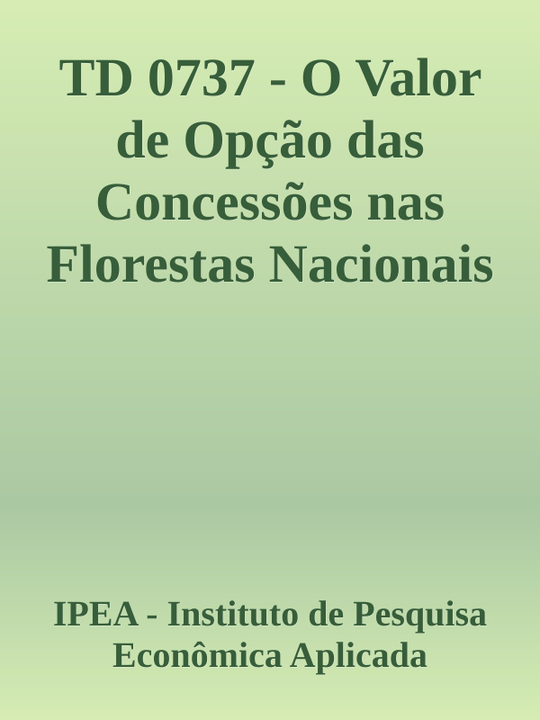 TD 0737 - O Valor
de Opção das
Concessões nas
Florestas Nacionais
IPEA - Instituto de Pesquisa
Econômica Aplicada